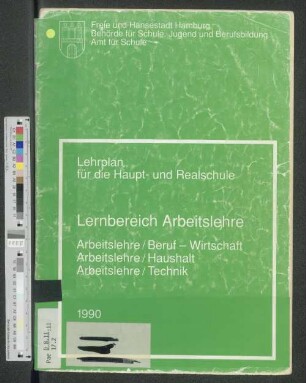 Freie und Hansestadt Hamburg
Behörde für Schule, Jugend und Berufsbildung
Amt für Schule
Lehrplan
für die Haupt- und Realschule
Lernbereich Arbeitslehre
Arbeitslehre / Beruf – Wirtschaft
Arbeitslehre / Haushalt
Arbeitslehre / Technik
1990